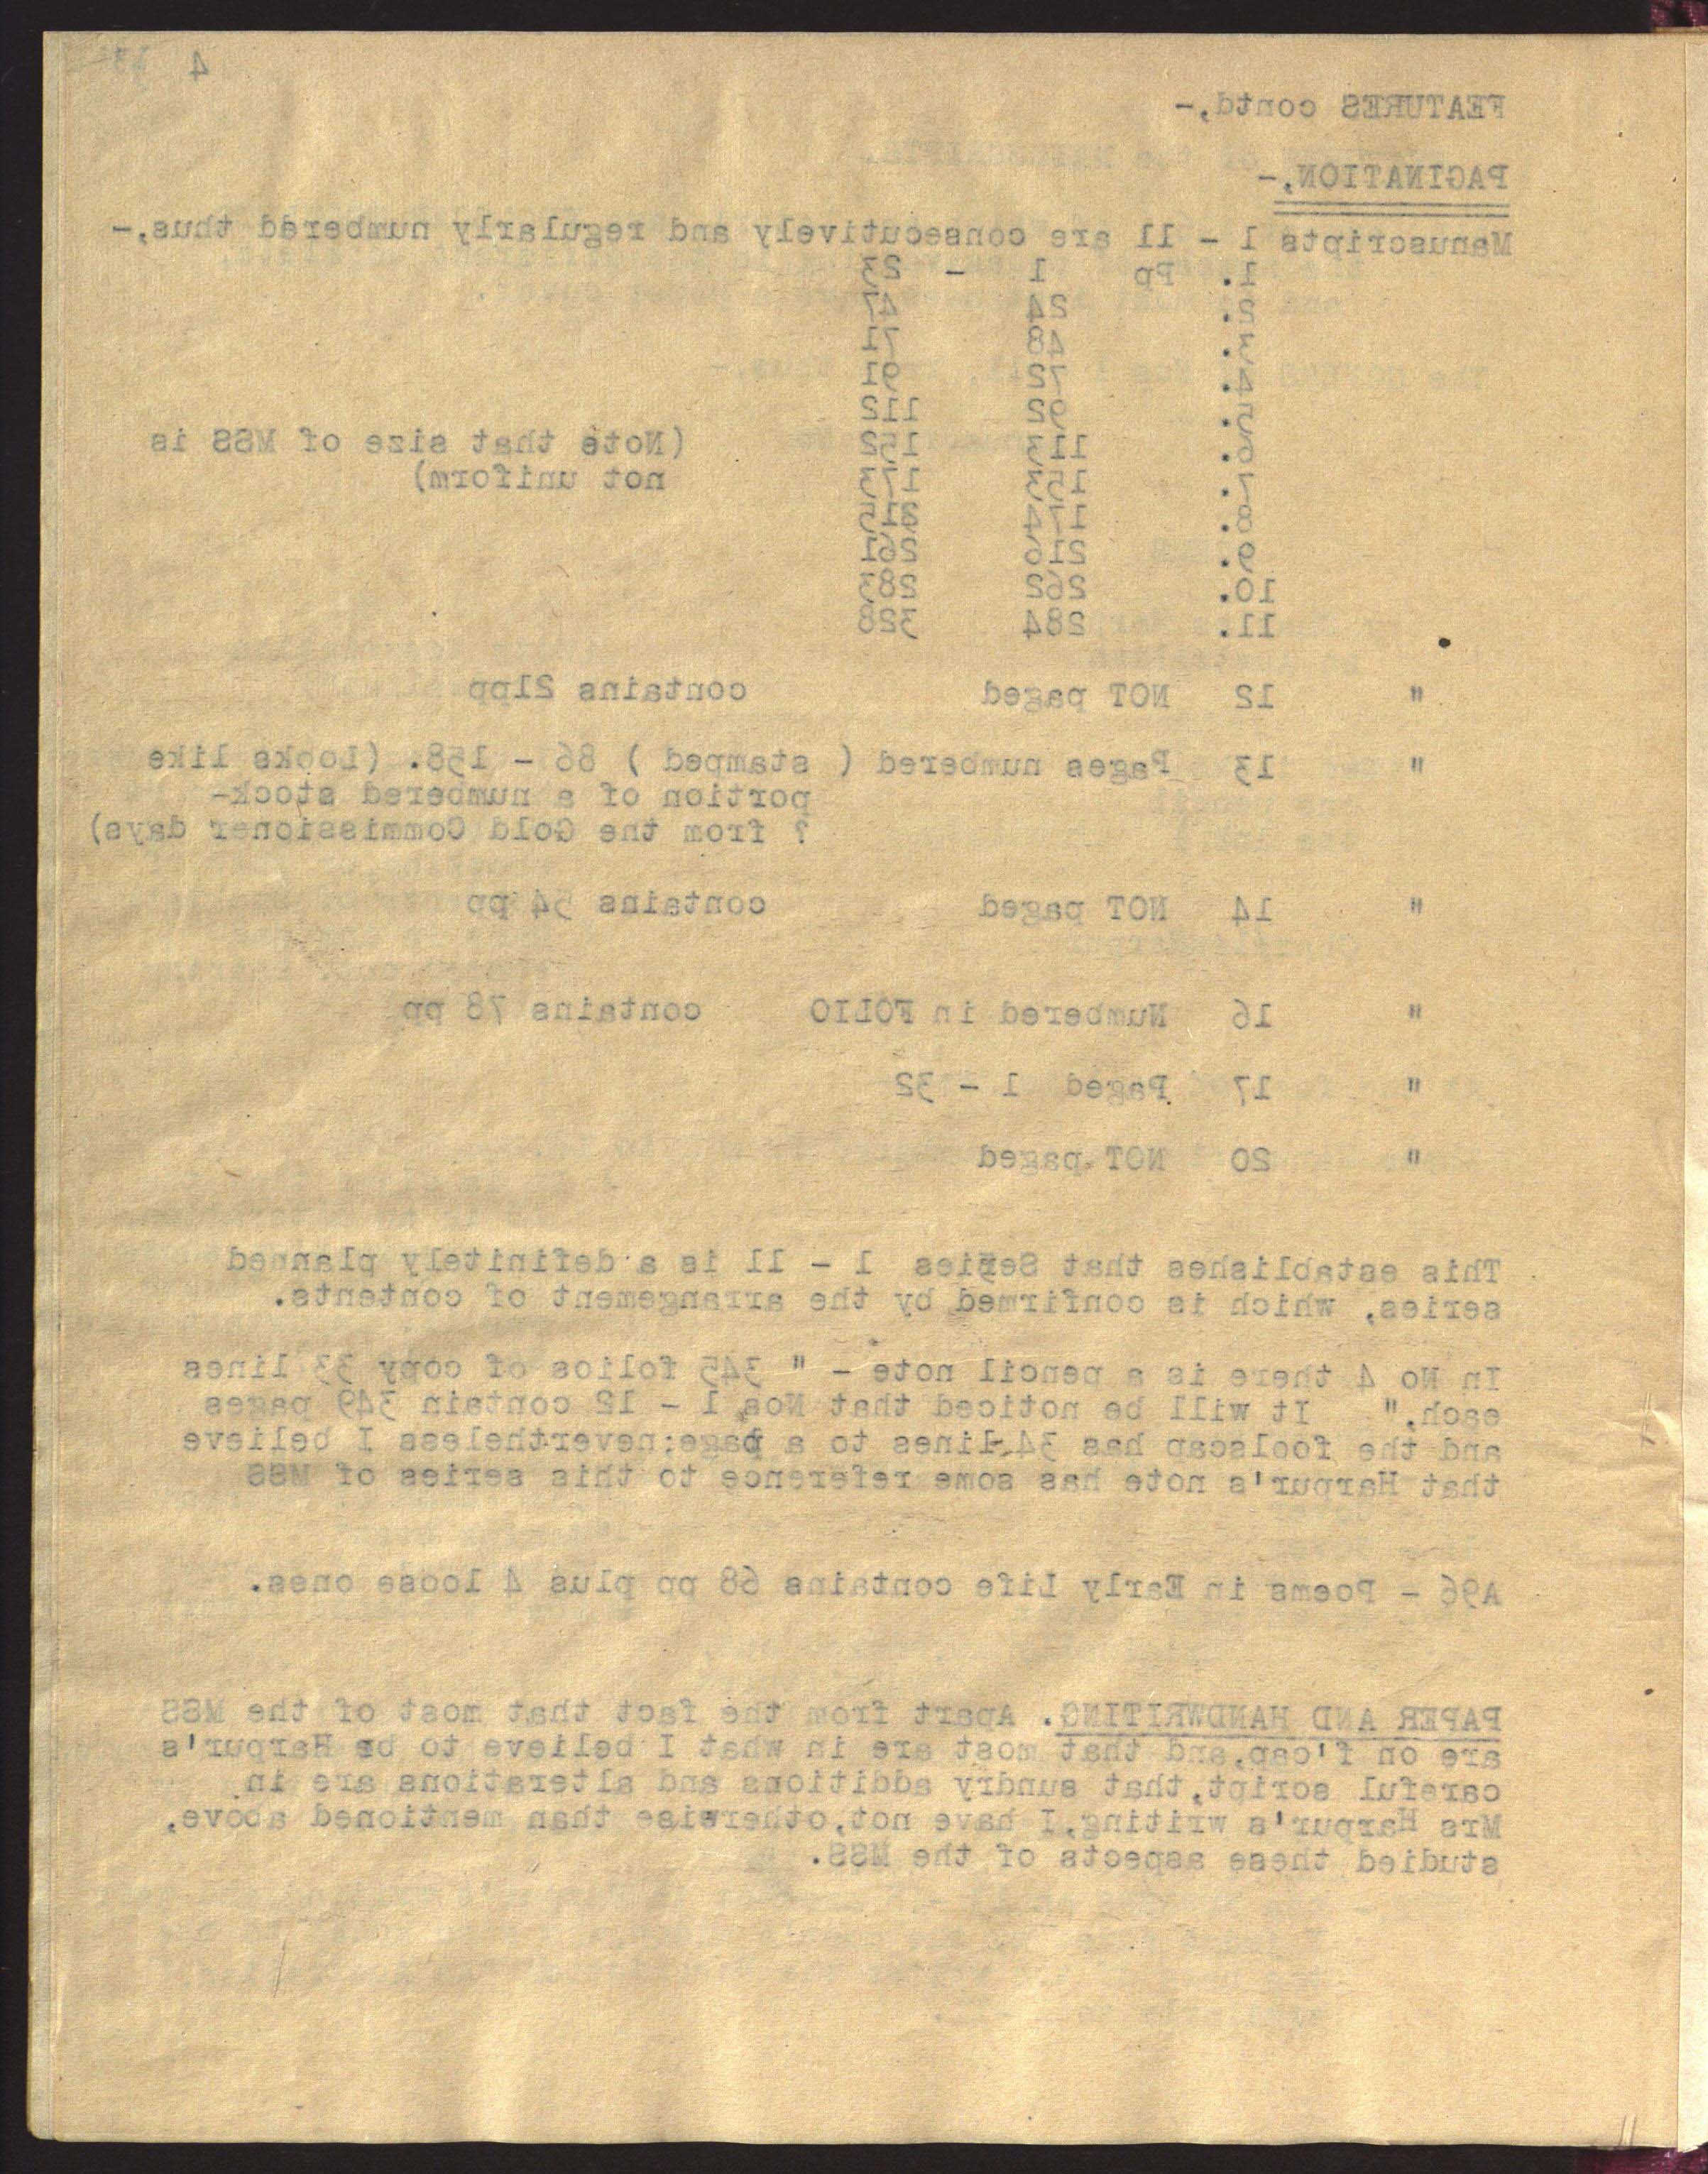 4
FEATURES contd,-
PAGINATION,-
Manuscripts 1 - 11 are consecutively and regularly numbered thus,-
1. Pp 1 - 23
2. 24 47
3. 48 71
4. 72 91
5. 92 112
6. 113 152
7. 153 173
8. 174 215
9. 216 261
10. 262 283
11. 284 328
(Note that size of MSS is
not uniform)
" 12 NOT paged contains 21pp
" 13 Pages numbered ( stamped ) 86 - 158. (Looks like
portion of a numbered stock-
? from the Gold Commissioner days)
" 14 NOT paged contains 54 pp
" 16 Numbered in FOLIO contains 78 pp
" 17 Paged 1 - 32
" 20 NOT paged
This establishes that Series 1 - 11 is a definitely planned
series, which is confirmed by the arrangement of contents.
In No 4 there is a pencil note - " 345 folios of copy 33 lines
each," It will be noticed that Nos 1 - 12 contain 349 pages
and the foolscap has 34 lines to a page;nevertheless I believe
that Harpur's note has some reference to this series of MSS
A96 - Poems in Early Life contains 68 pp plus 4 loose ones.
PAPER AND HANDWRITING. Apart from the fact that most of the MSS
are on f'cap,and that most are in what I believe to be Harpur's
careful script,that sundry additions and alterations are in
Mrs Harpur's writing,I have not,otherwise than mentioned above,
studied these aspects of the MSS.